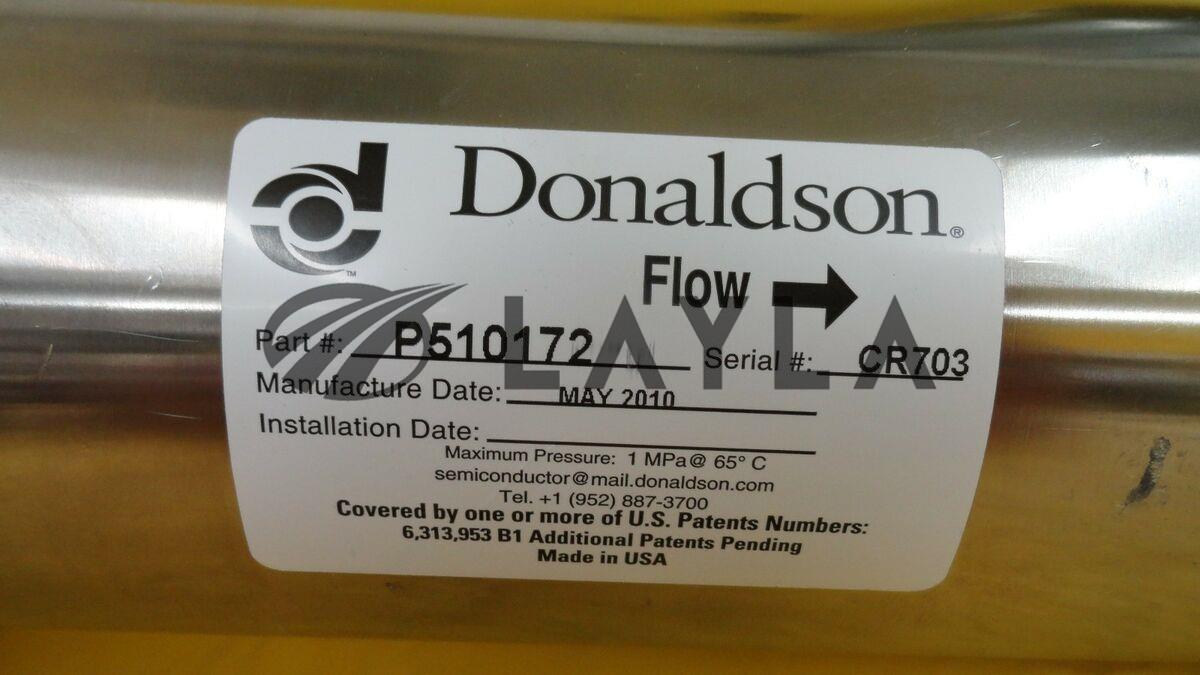 Donaldson®
™
Flow
LAYLA
Part #: P510172 Serial #: CR703
Manufacture Date: MAY 2010
Installation Date:
Maximum Pressure: 1 MPa@ 65° C
semiconductor@mail.donaldson.com
Tel. +1 (952) 887-3700
Covered by one or more of U.S. Patents Numbers:
6,313,953 B1 Additional Patents Pending
Made in USA